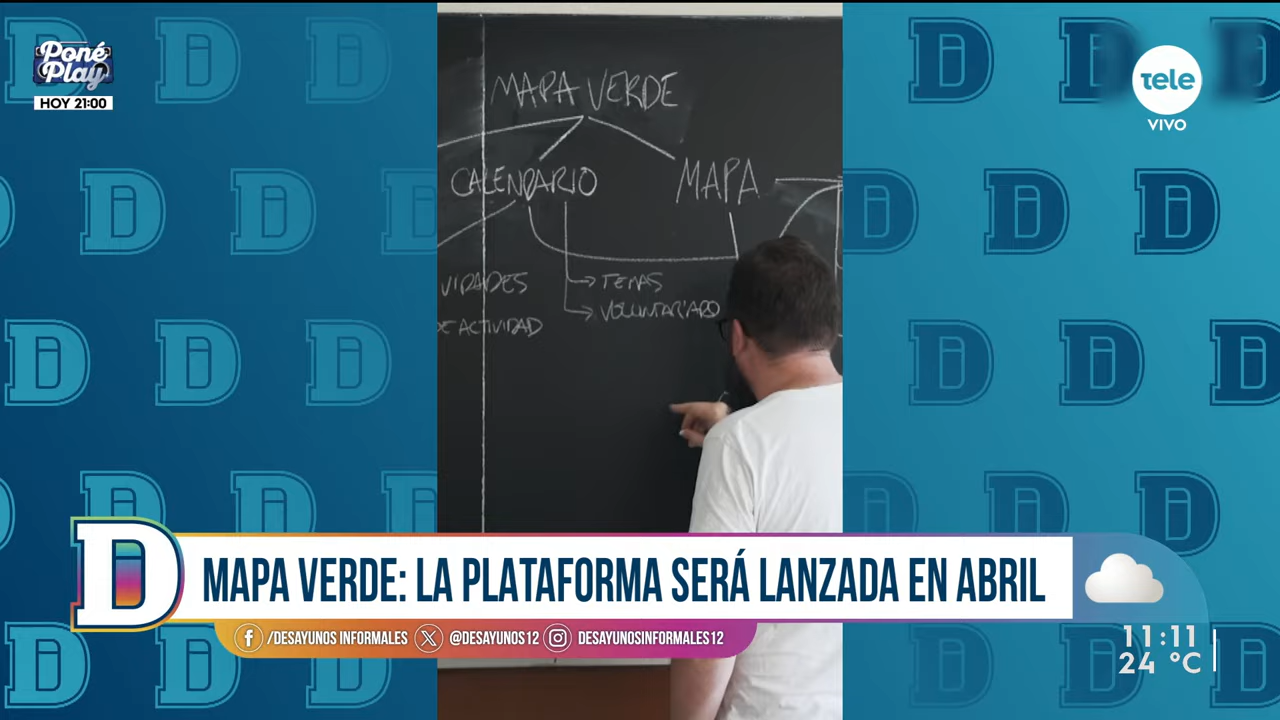 Poné
Play
HOY 21:00
tele
VIVO
MAPA VERDE
CALENDARIO
MAPA
VIDADES
TEMAS
VOLUNTARIADO
DE ACTIVIDAD
D
MAPA VERDE: LA PLATAFORMA SERÁ LANZADA EN ABRIL
/DESAYUNOS INFORMALES @DESAYUNOS12 DESAYUNOSINFORMALES12
11:11
24 °C